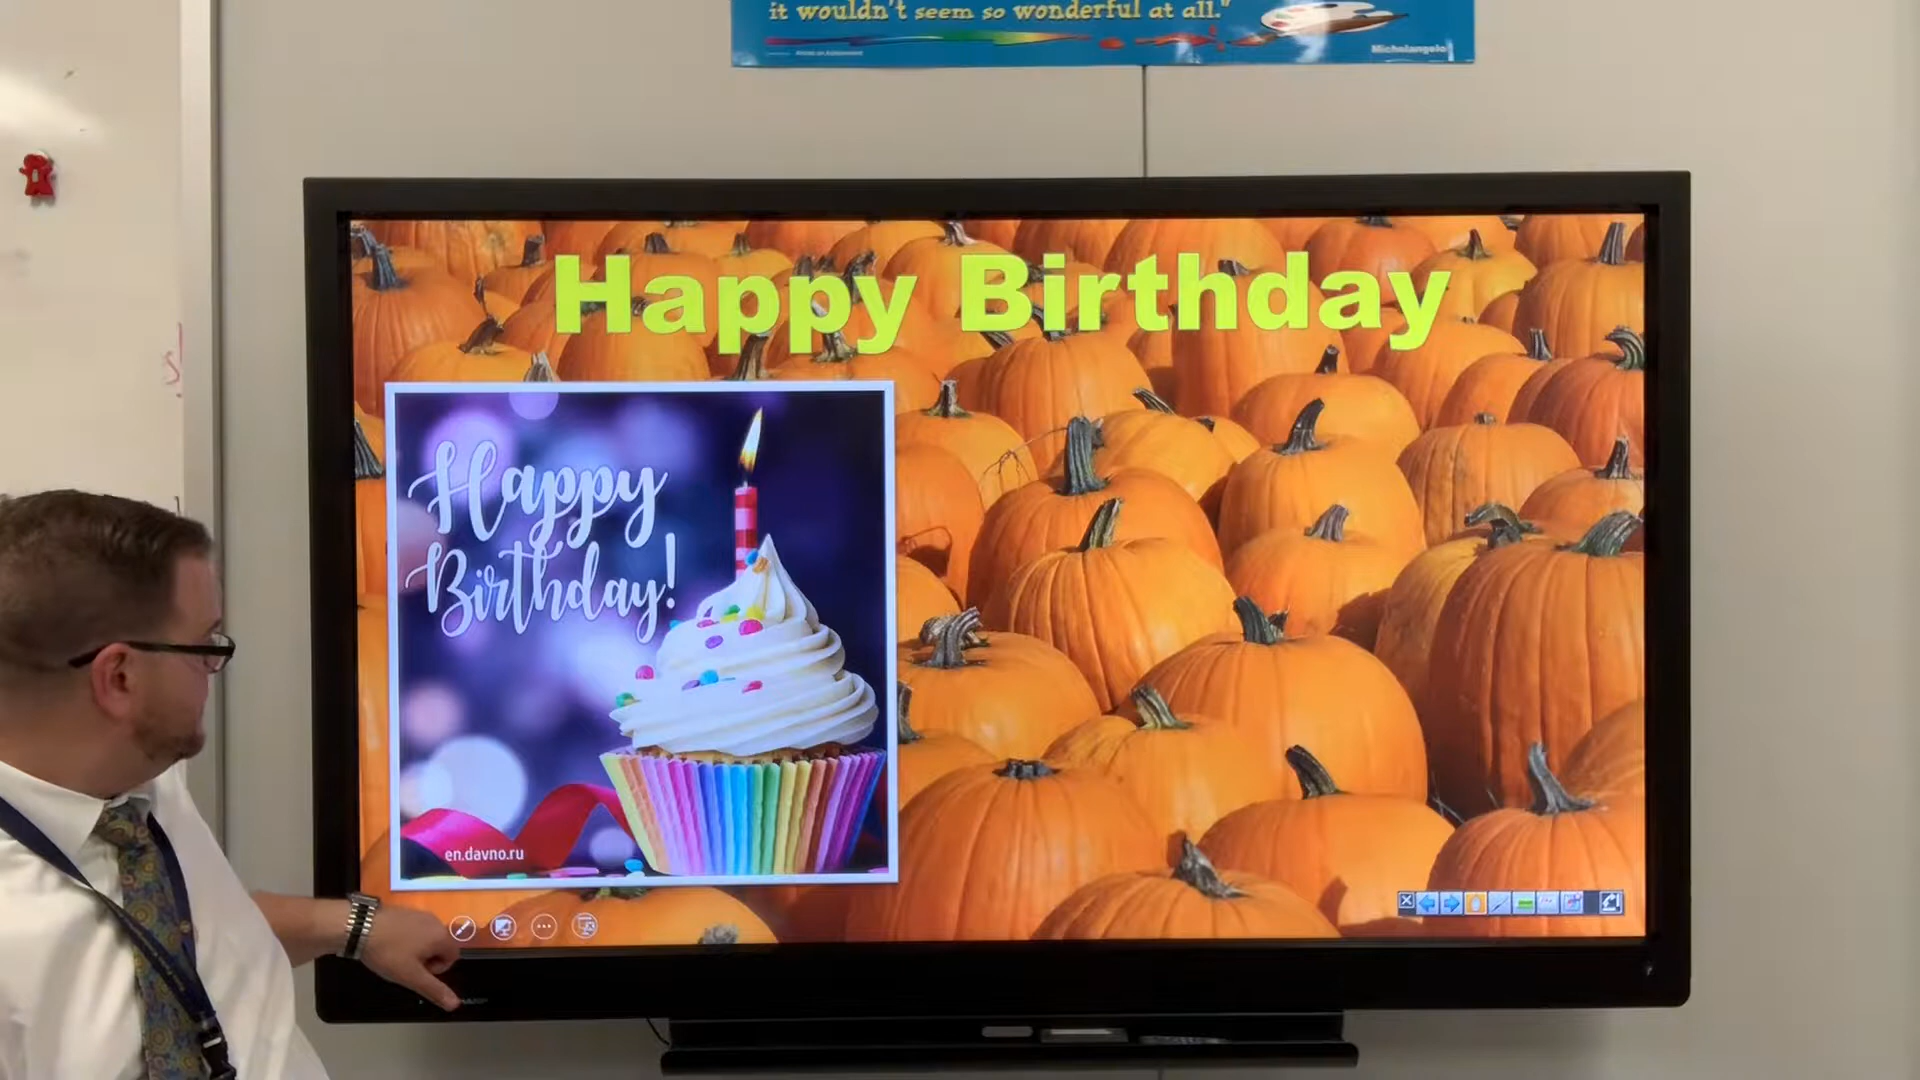 it wouldn't seem so wonderful at all."
Michelangelo
Happy Birthday
Happy
Birthday!
en.davno.ru